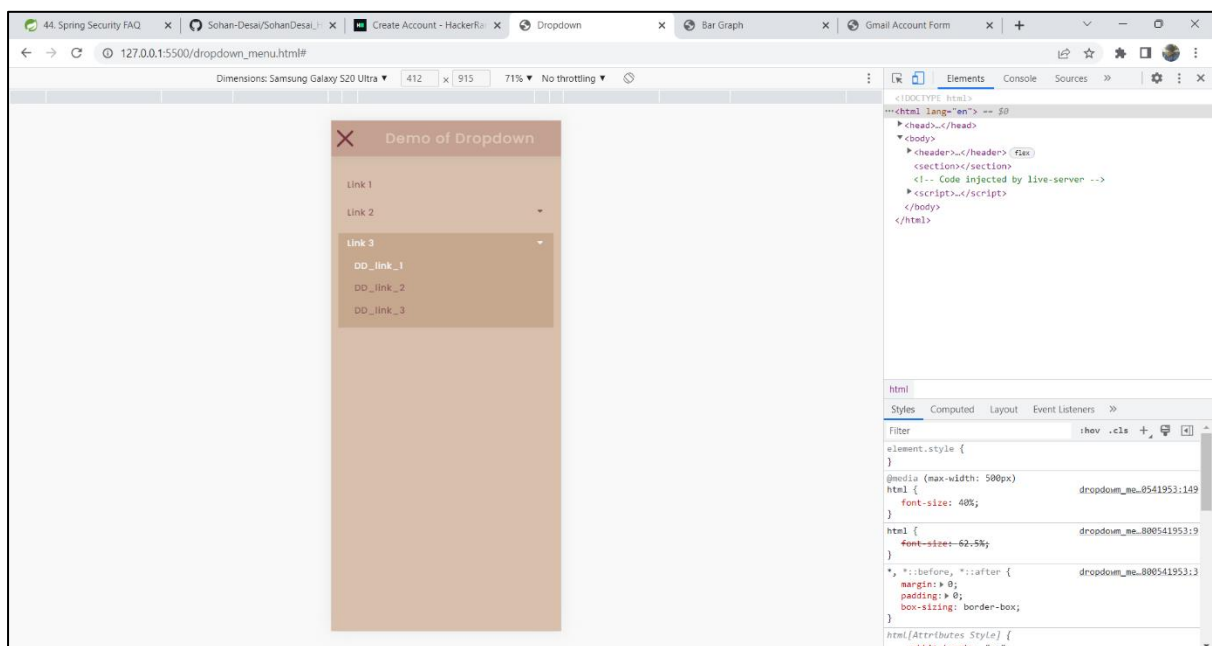 44. Spring Security FAQ
Sohan-Desai/SohanDesai_H
Create Account - HackerRa
Dropdown
Bar Graph
Gmail Account Form
127.0.0.1:5500/dropdown_menu.html#
Dimensions: Samsung Galaxy S20 Ultra ▼ 412 × 915 71% ▼ No throttling ▼
Elements Console Sources »
Demo of Dropdown
Link 1
Link 2
Link 3
DD_link_1
DD_link_2
DD_link_3
<!DOCTYPE html>
···<html lang="en"> == $0
▶<head>…</head>
▼<body>
▶<header>…</header> flex
<section></section>
<!-- Code injected by live-server -->
▶<script>…</script>
</body>
</html>
html
Styles Computed Layout Event Listeners »
Filter :hov .cls +
element.style {
}
@media (max-width: 500px)
html { dropdown_me…0541953:149
font-size: 40%;
}
html { dropdown_me…800541953:9
font-size: 62.5%;
}
*, *::before, *::after { dropdown_me…800541953:3
margin:▶ 0;
padding:▶ 0;
box-sizing: border-box;
}
html[Attributes Style] {